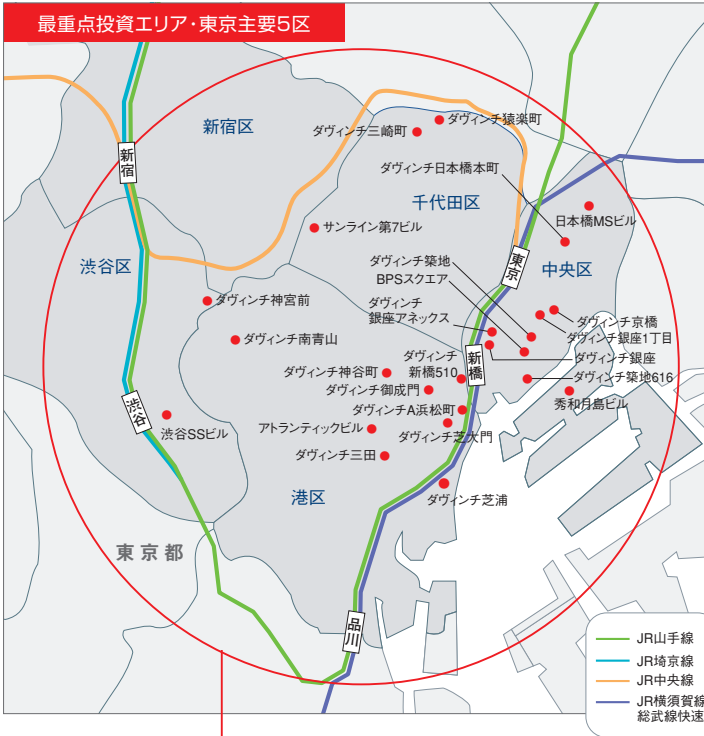 最重点投資エリア・東京主要5区
新宿区
ダヴィンチ三崎町
ダヴィンチ猿楽町
新宿
ダヴィンチ日本橋本町
千代田区
日本橋MSビル
サンライン第7ビル
渋谷区
ダヴィンチ築地
東京
中央区
BPSスクエア
ダヴィンチ
銀座アネックス
ダヴィンチ神宮前
ダヴィンチ京橋
ダヴィンチ銀座1丁目
ダヴィンチ南青山
新橋
ダヴィンチ銀座
ダヴィンチ
新橋510
ダヴィンチ神谷町
ダヴィンチ築地616
ダヴィンチ御成門
秀和月島ビル
ダヴィンチA浜松町
渋谷
渋谷SSビル
アトランティックビル
ダヴィンチ芝大門
ダヴィンチ三田
港区
ダヴィンチ芝浦
東京都
品川
JR山手線
JR埼京線
JR中央線
JR横須賀線
総武線快速